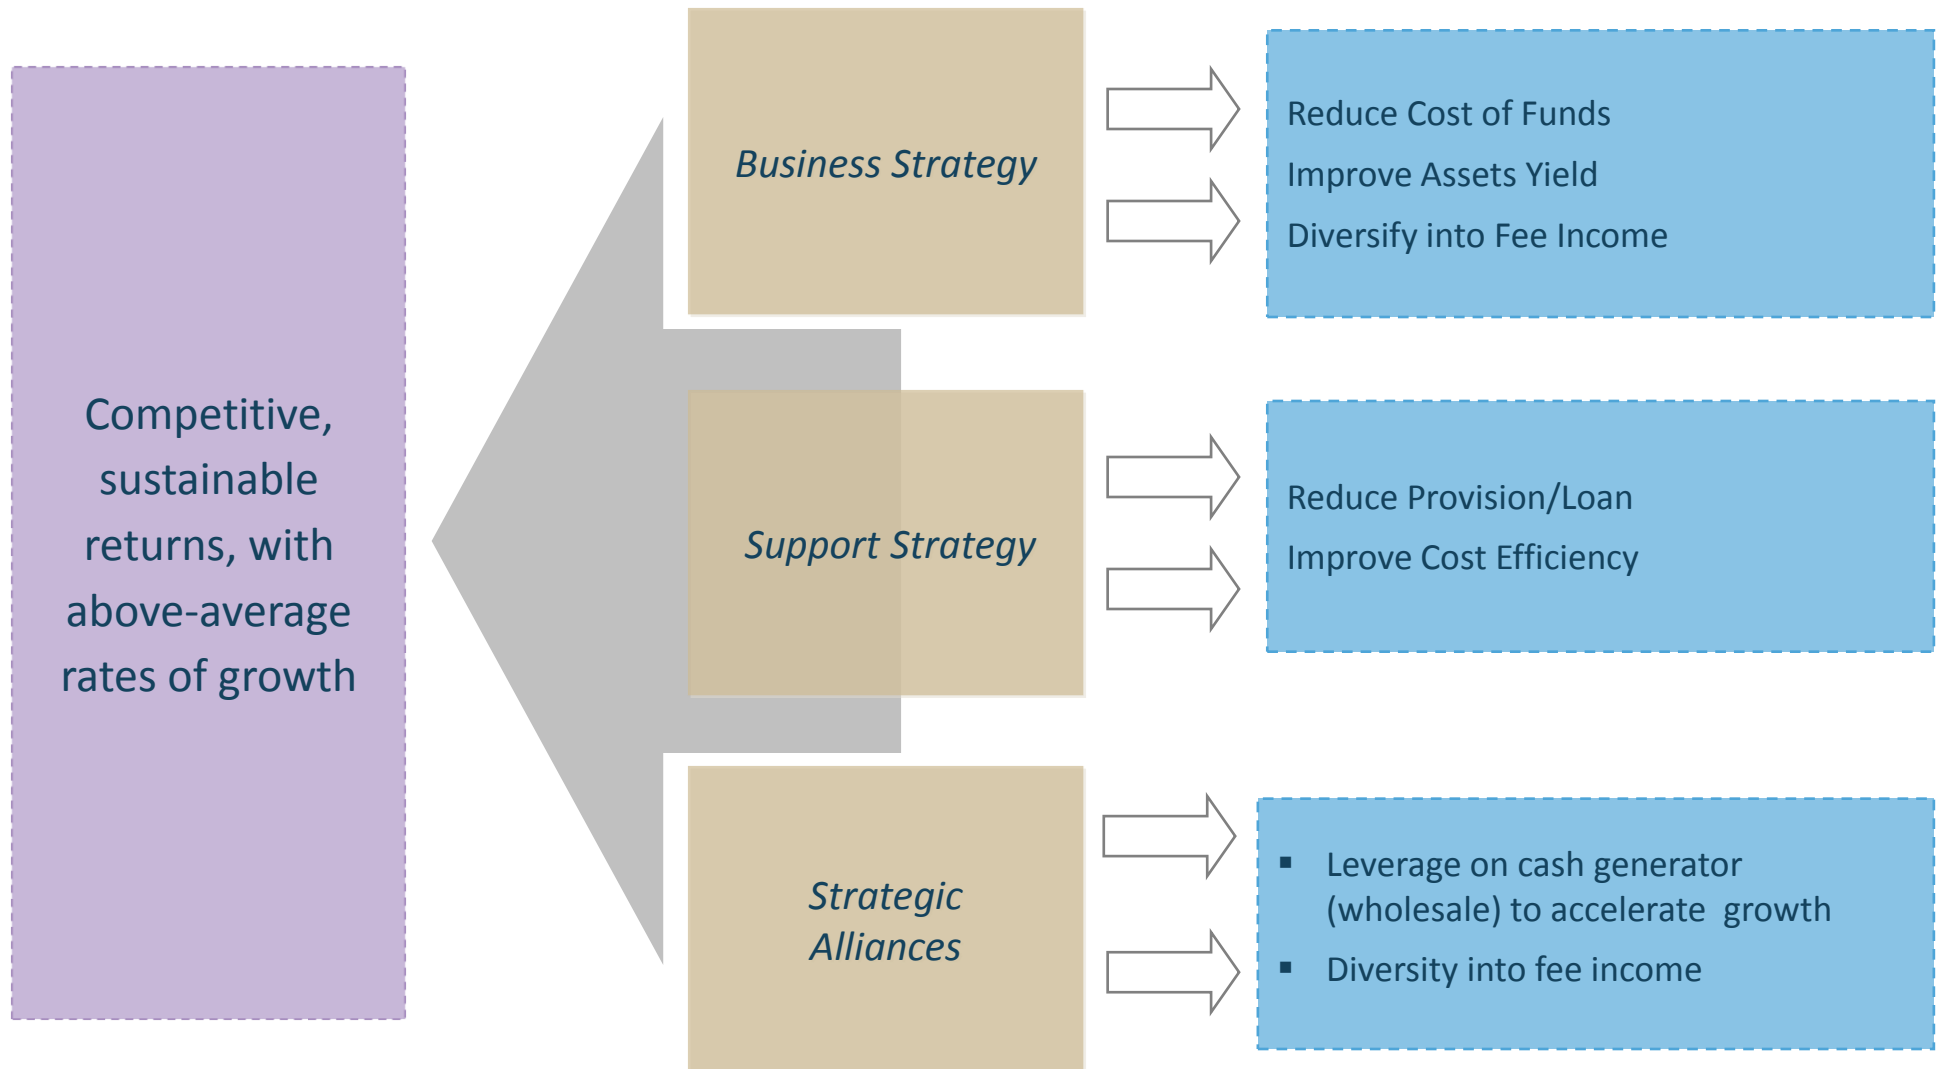 Competitive,
sustainable
returns, with
above-average
rates of growth
Business Strategy
Reduce Cost of Funds
Improve Assets Yield
Diversify into Fee Income
Support Strategy
Reduce Provision/Loan
Improve Cost Efficiency
Strategic
Alliances
▪ Leverage on cash generator
(wholesale) to accelerate growth
▪ Diversity into fee income